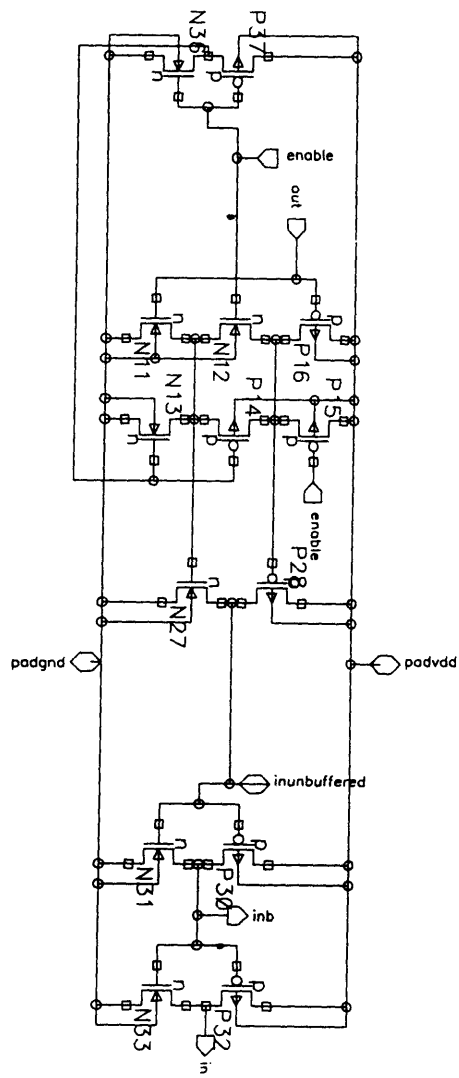 N36
P37
n
p
enable
out
n
n
p
N11
N12
P16
N13
P14
P15
n
p
p
enable
P28
n
p
N27
padgnd
padvdd
inunbuffered
n
p
N31
P30
inb
n
p
N33
P32
in